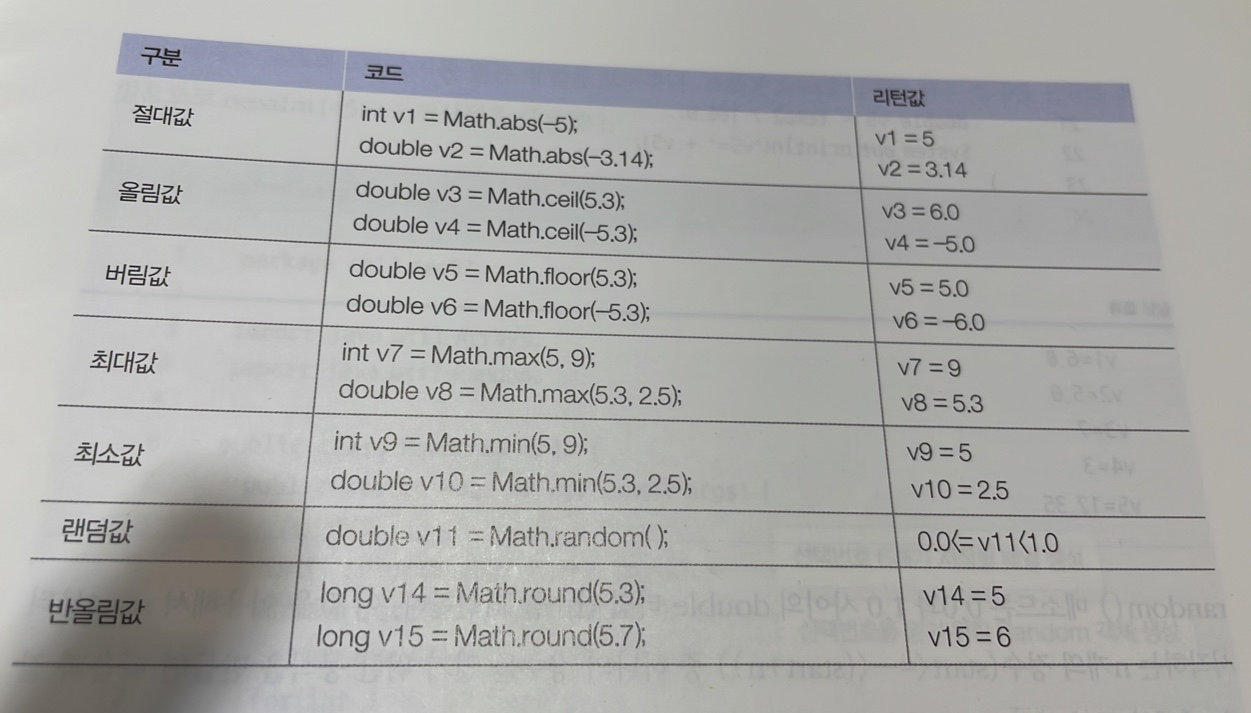 구분 코드 리턴값
절대값 int v1 = Math.abs(–5); v1 = 5
double v2 = Math.abs(–3.14); v2 = 3.14
올림값 double v3 = Math.ceil(5.3); v3 = 6.0
double v4 = Math.ceil(–5.3); v4 = –5.0
버림값 double v5 = Math.floor(5.3); v5 = 5.0
double v6 = Math.floor(–5.3); v6 = –6.0
최대값 int v7 = Math.max(5, 9); v7 = 9
double v8 = Math.max(5.3, 2.5); v8 = 5.3
최소값 int v9 = Math.min(5, 9); v9 = 5
double v10 = Math.min(5.3, 2.5); v10 = 2.5
랜덤값 double v11 = Math.random( ); 0.0<= v11<1.0
반올림값 long v14 = Math.round(5.3); v14 = 5
long v15 = Math.round(5.7); v15 = 6